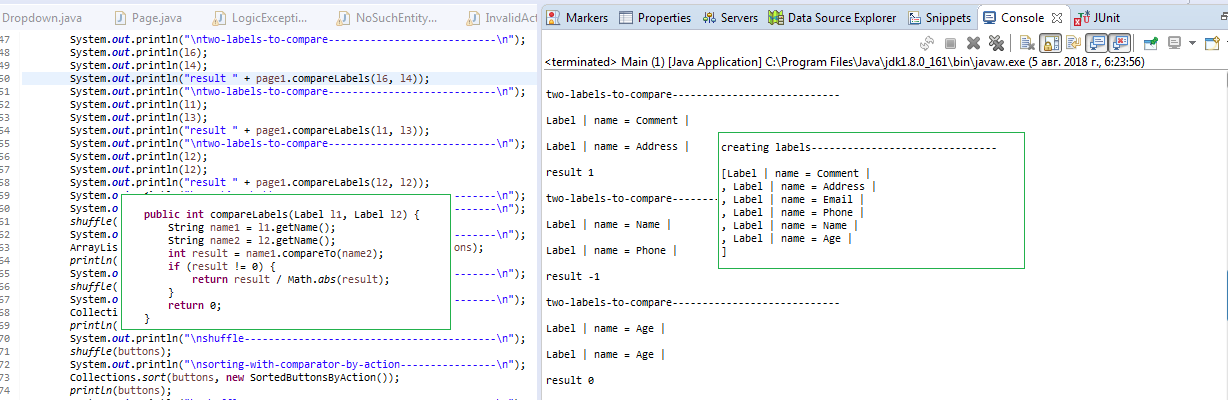 Dropdown.java Page.java LogicExcepti... NoSuchEntity... InvalidAct
47 System.out.println("\ntwo-labels-to-compare----------------------------\n");
48 System.out.println(l6);
49 System.out.println(l4);
50 System.out.println("result " + page1.compareLabels(l6, l4));
51 System.out.println("\ntwo-labels-to-compare----------------------------\n");
52 System.out.println(l1);
53 System.out.println(l3);
54 System.out.println("result " + page1.compareLabels(l1, l3));
55 System.out.println("\ntwo-labels-to-compare----------------------------\n");
56 System.out.println(l2);
57 System.out.println(l2);
58 System.out.println("result " + page1.compareLabels(l2, l2));
59 System.o -------\n");
60 System.o -------\n");
61 shuffle(
62 System.o -------\n");
63 ArrayLis ons);
64 println(
65 System.o -------\n");
66 shuffle(
67 System.o -------\n");
68 Collecti
69 println(
70 System.out.println("\nshuffle------------------------------------------\n");
71 shuffle(buttons);
72 System.out.println("\nsorting-with-comparator-by-action----------------\n");
73 Collections.sort(buttons, new SortedButtonsByAction());
74 println(buttons);
public int compareLabels(Label l1, Label l2) {
String name1 = l1.getName();
String name2 = l2.getName();
int result = name1.compareTo(name2);
if (result != 0) {
return result / Math.abs(result);
}
return 0;
}
Markers Properties Servers Data Source Explorer Snippets Console JUnit
<terminated> Main (1) [Java Application] C:\Program Files\Java\jdk1.8.0_161\bin\javaw.exe (5 авг. 2018 г., 6:23:56)
two-labels-to-compare----------------------------
Label | name = Comment |
Label | name = Address |
result 1
two-labels-to-compare--------
Label | name = Name |
Label | name = Phone |
result -1
two-labels-to-compare----------------------------
Label | name = Age |
Label | name = Age |
result 0
creating labels-------------------------------
[Label | name = Comment |
, Label | name = Address |
, Label | name = Email |
, Label | name = Phone |
, Label | name = Name |
, Label | name = Age |
]